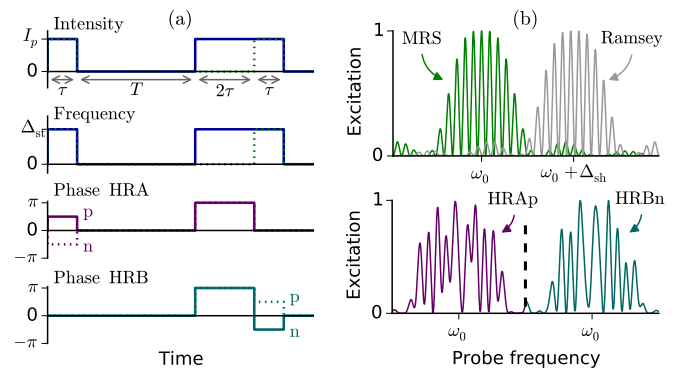 (a)
Intensity
I_p
0
τ
T
2τ
τ
Frequency
Δ_st
0
Phase HRA
π
p
0
n
−π
Phase HRB
π
p
0
n
−π
Time
(b)
1
MRS
Ramsey
Excitation
0
ω_0
ω_0 + Δ_sh
1
HRAp
HRBn
Excitation
0
ω_0
ω_0
Probe frequency